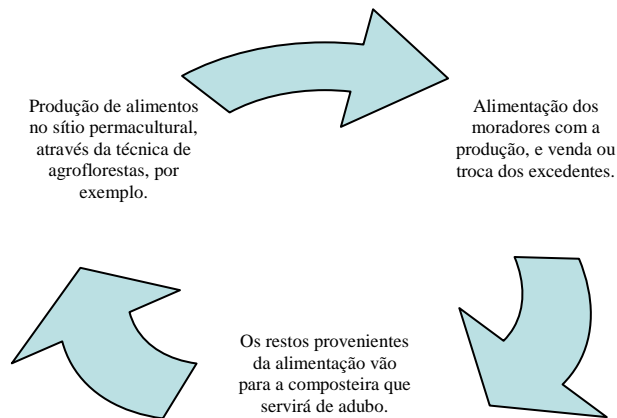 Produção de alimentos
no sítio permacultural,
através da técnica de
agroflorestas, por
exemplo.
Alimentação dos
moradores com a
produção, e venda ou
troca dos excedentes.
Os restos provenientes
da alimentação vão
para a composteira que
servirá de adubo.